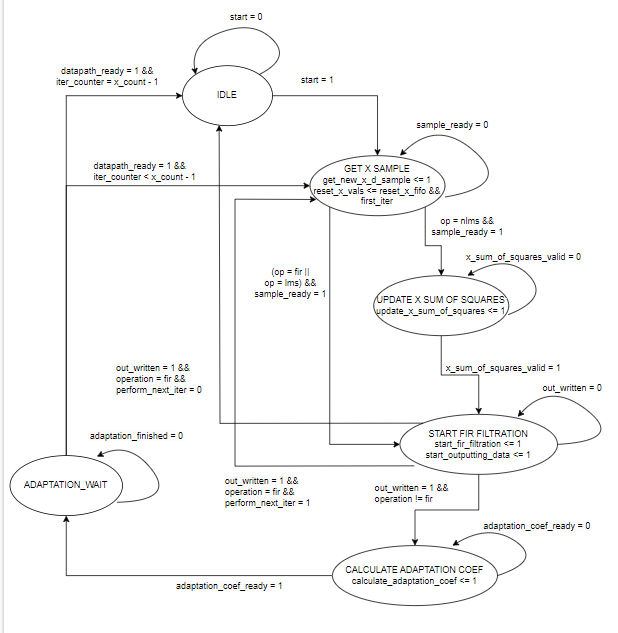 start = 0
datapath_ready = 1 &&
iter_counter = x_count - 1
start = 1
IDLE
sample_ready = 0
datapath_ready = 1 &&
iter_counter < x_count - 1
GET X SAMPLE
get_new_x_d_sample <= 1
reset_x_vals <= reset_x_fifo &&
first_iter
op = nlms &&
sample_ready = 1
x_sum_of_squares_valid = 0
(op = fir ||
op = lms) &&
sample_ready = 1
UPDATE X SUM OF SQUARES
update_x_sum_of_squares <= 1
out_written = 1 &&
operation = fir &&
perform_next_iter = 0
x_sum_of_squares_valid = 1
out_written = 0
adaptation_finished = 0
START FIR FILTRATION
start_fir_filtration <= 1
start_outputting_data <= 1
ADAPTATION_WAIT
out_written = 1 &&
operation = fir &&
perform_next_iter = 1
out_written = 1 &&
operation != fir
adaptation_coef_ready = 0
CALCULATE ADAPTATION COEF
calculate_adaptation_coef <= 1
adaptation_coef_ready = 1